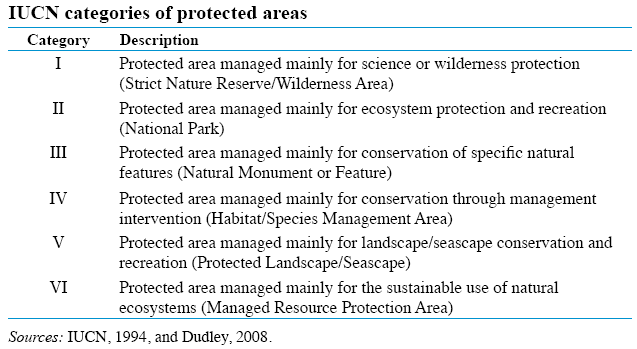 IUCN categories of protected areas
Category Description
I Protected area managed mainly for science or wilderness protection
(Strict Nature Reserve/Wilderness Area)
II Protected area managed mainly for ecosystem protection and recreation
(National Park)
III Protected area managed mainly for conservation of specific natural
features (Natural Monument or Feature)
IV Protected area managed mainly for conservation through management
intervention (Habitat/Species Management Area)
V Protected area managed mainly for landscape/seascape conservation and
recreation (Protected Landscape/Seascape)
VI Protected area managed mainly for the sustainable use of natural
ecosystems (Managed Resource Protection Area)
Sources: IUCN, 1994, and Dudley, 2008.